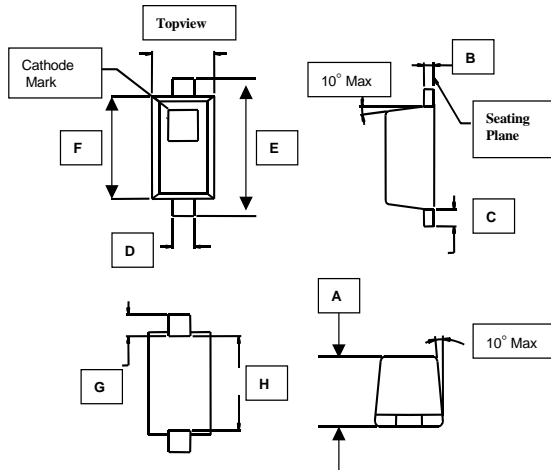 Topview
Cathode
Mark
F
E
D
B
10° Max
Seating
Plane
C
G
H
A
10° Max